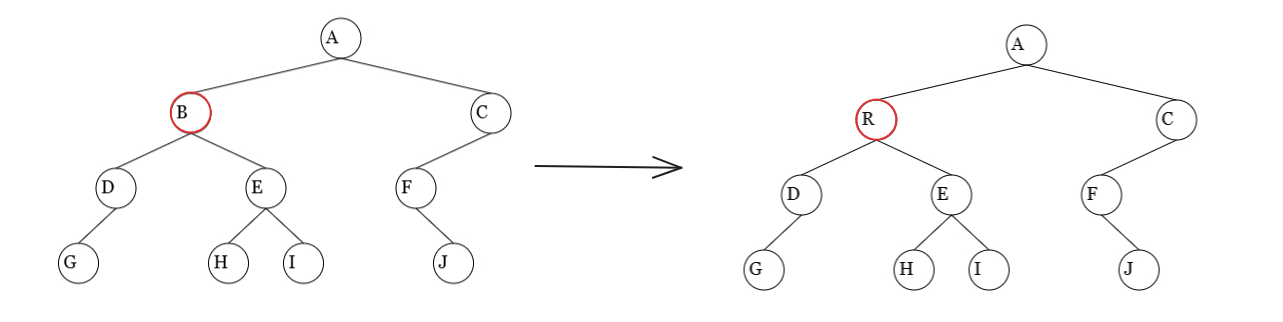 A
B C
D E F
G H I J
A
R C
D E F
G H I J